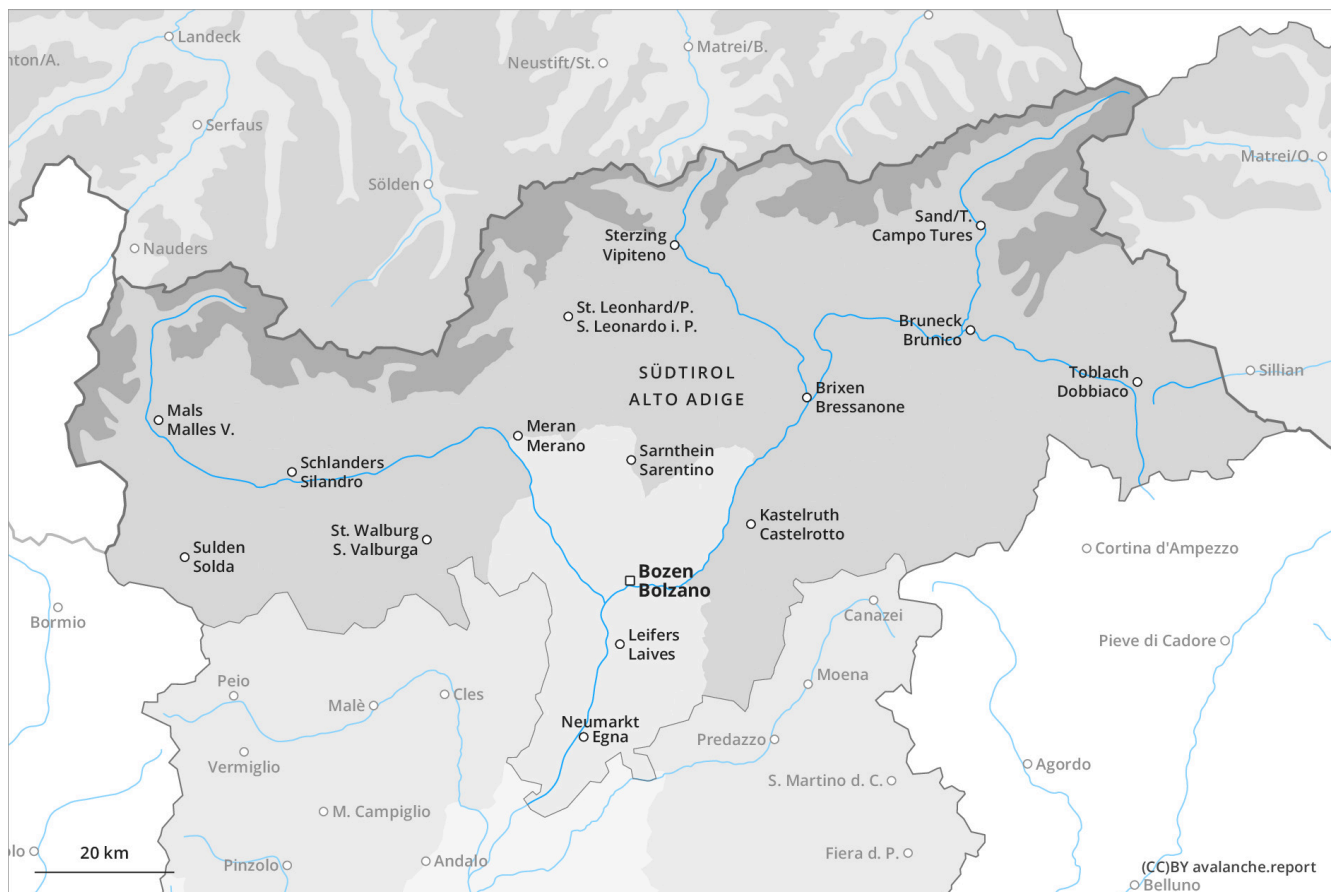 Landeck
nton/A.
Matrei/B.
Neustift/St.
Serfaus
Matrei/O.
Sölden
Sand/T.
Campo Tures
Nauders
Sterzing
Vipiteno
St. Leonhard/P.
S. Leonardo i. P.
Bruneck
Brunico
SÜDTIROL
ALTO ADIGE
Toblach
Dobbiaco
Sillian
Brixen
Bressanone
Mals
Malles V.
Meran
Merano
Sarnthein
Sarentino
Schlanders
Silandro
Kastelruth
Castelrotto
St. Walburg
S. Valburga
Sulden
Solda
Cortina d'Ampezzo
Bozen
Bolzano
Bormio
Canazei
Leifers
Laives
Pieve di Cadore
Moena
Peio
Malè
Cles
Neumarkt
Egna
Predazzo
Vermiglio
Agordo
S. Martino d. C.
M. Campiglio
olo
20 km
Pinzolo
Andalo
Fiera d. P.
(CC)BY avalanche.report
Belluno